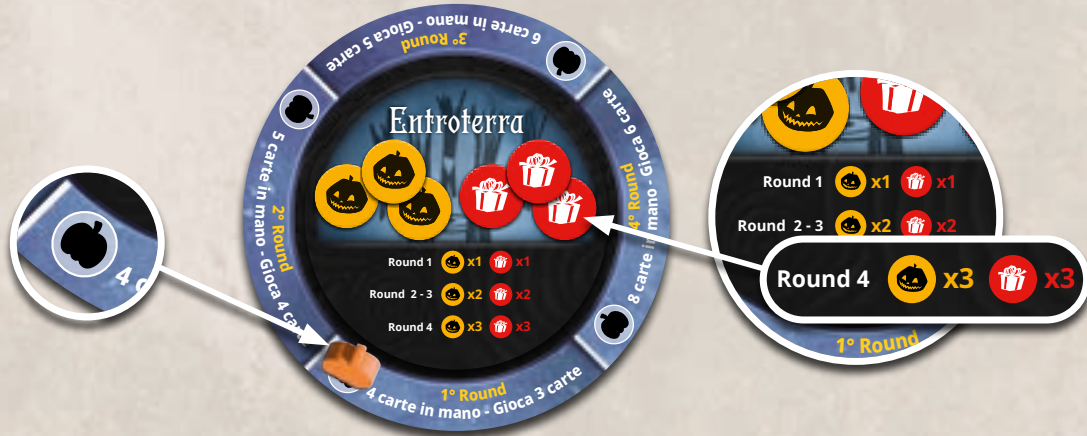 6 carte in mano - Gioca 5 carte
3° Round
5 carte in mano - Gioca 4 carte
2° Round
8 carte in mano - Gioca 6 carte
4° Round
Entroterra
Round 1 x1 x1
Round 2 - 3 x2 x2
Round 4 x3 x3
1° Round
4 carte in mano - Gioca 3 carte
4 c
Round 1 x1 x1
Round 2 - 3 x2 x2
Round 4 x3 x3
1° Round